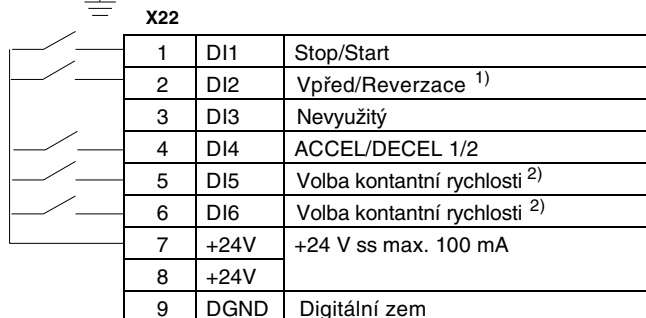 X22
1 DI1 Stop/Start
2 DI2 Vpřed/Reverzace 1)
3 DI3 Nevyužitý
4 DI4 ACCEL/DECEL 1/2
5 DI5 Volba kontantní rychlosti 2)
6 DI6 Volba kontantní rychlosti 2)
7 +24V +24 V ss max. 100 mA
8 +24V
9 DGND Digitální zem